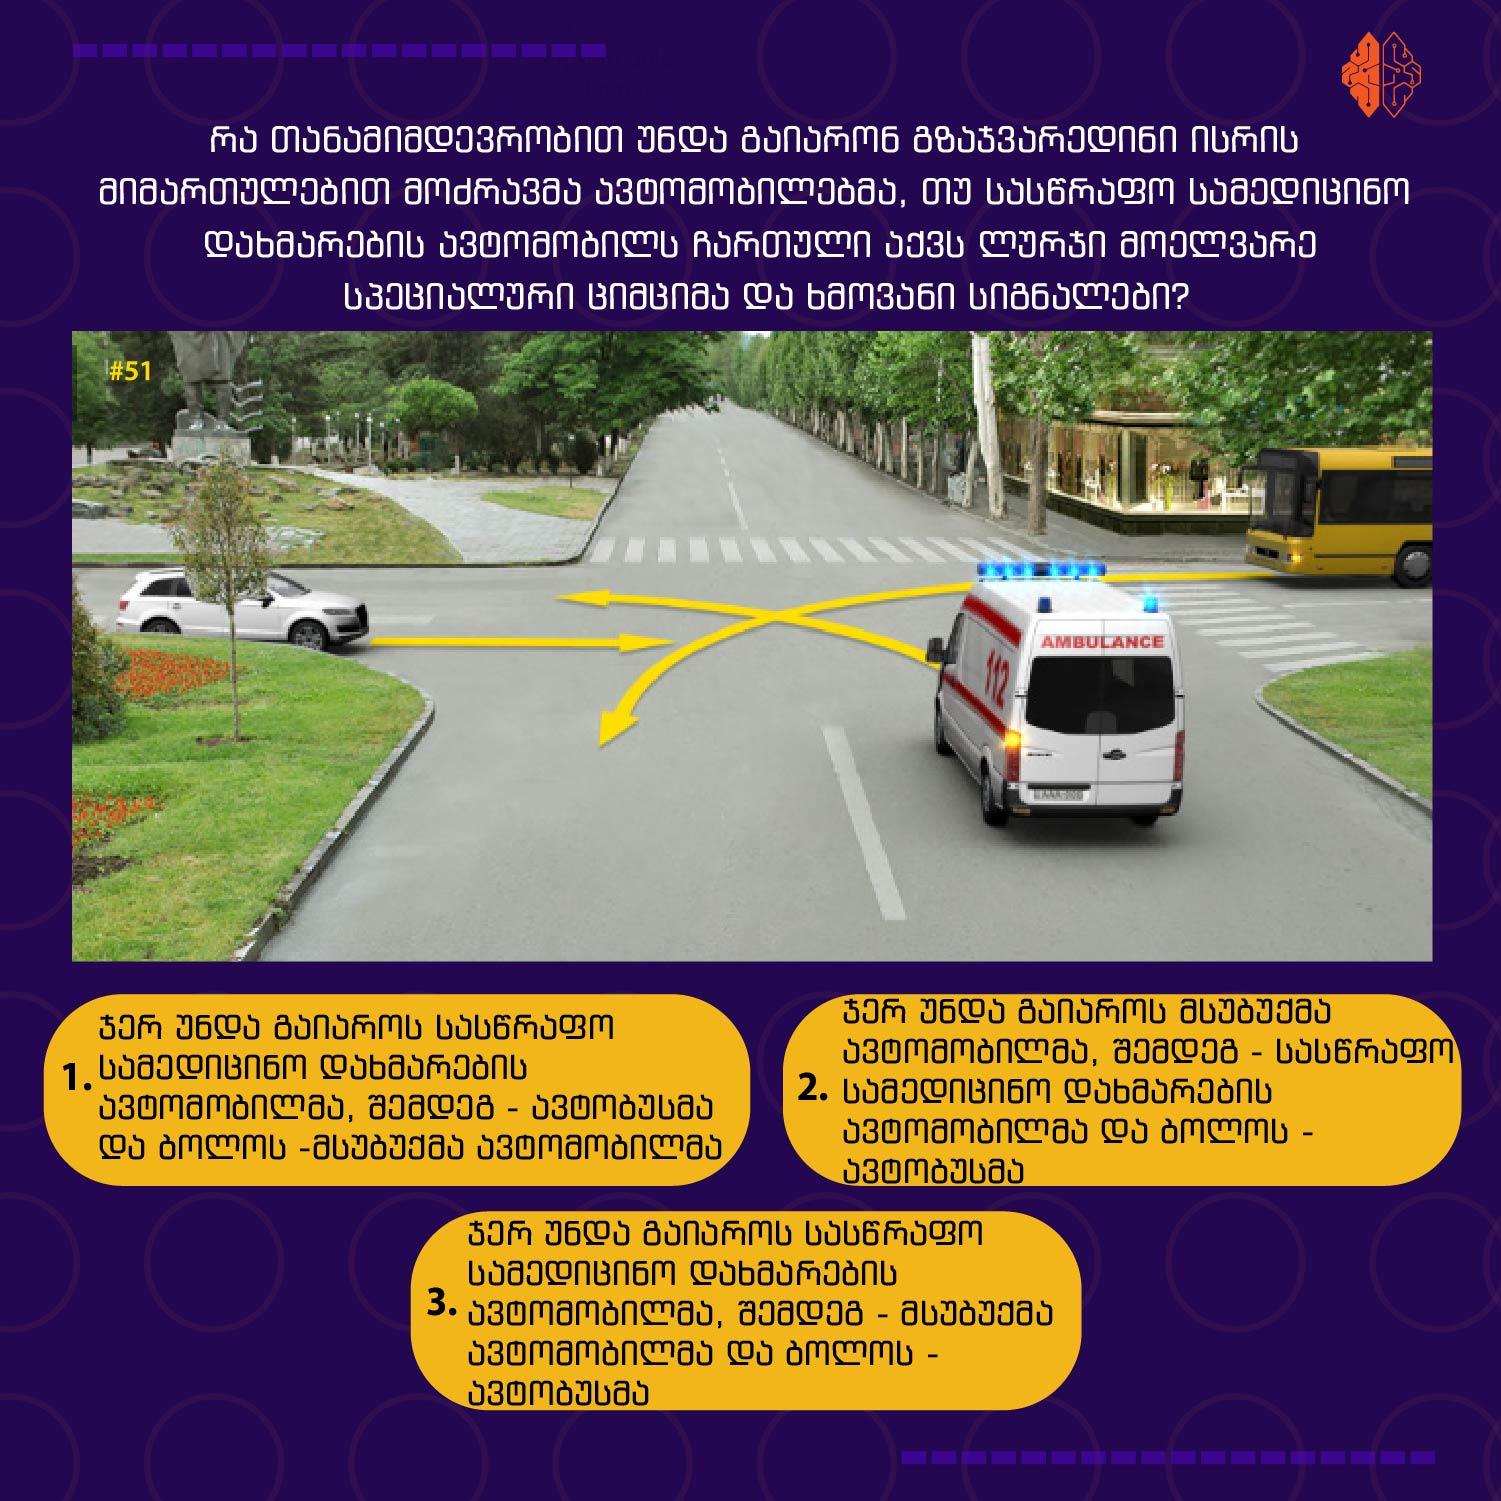 რა თანამიმდევრობით უნდა გაიარონ გზაჯვარედინი ისრის
მიმართულებით მოძრავმა ავტომობილებმა, თუ სასწრაფო სამედიცინო
დახმარების ავტომობილს ჩართული აქვს ლურჯი მოელვარე
სპეციალური ციმციმა და ხმოვანი სიგნალები?
#51
AMBULANCE
112
1. ჯერ უნდა გაიაროს სასწრაფო
სამედიცინო დახმარების
ავტომობილმა, შემდეგ - ავტობუსმა
და ბოლოს -მსუბუქმა ავტომობილმა
2. ჯერ უნდა გაიაროს მსუბუქმა
ავტომობილმა, შემდეგ - სასწრაფო
სამედიცინო დახმარების
ავტომობილმა და ბოლოს -
ავტობუსმა
3. ჯერ უნდა გაიაროს სასწრაფო
სამედიცინო დახმარების
ავტომობილმა, შემდეგ - მსუბუქმა
ავტომობილმა და ბოლოს -
ავტობუსმა